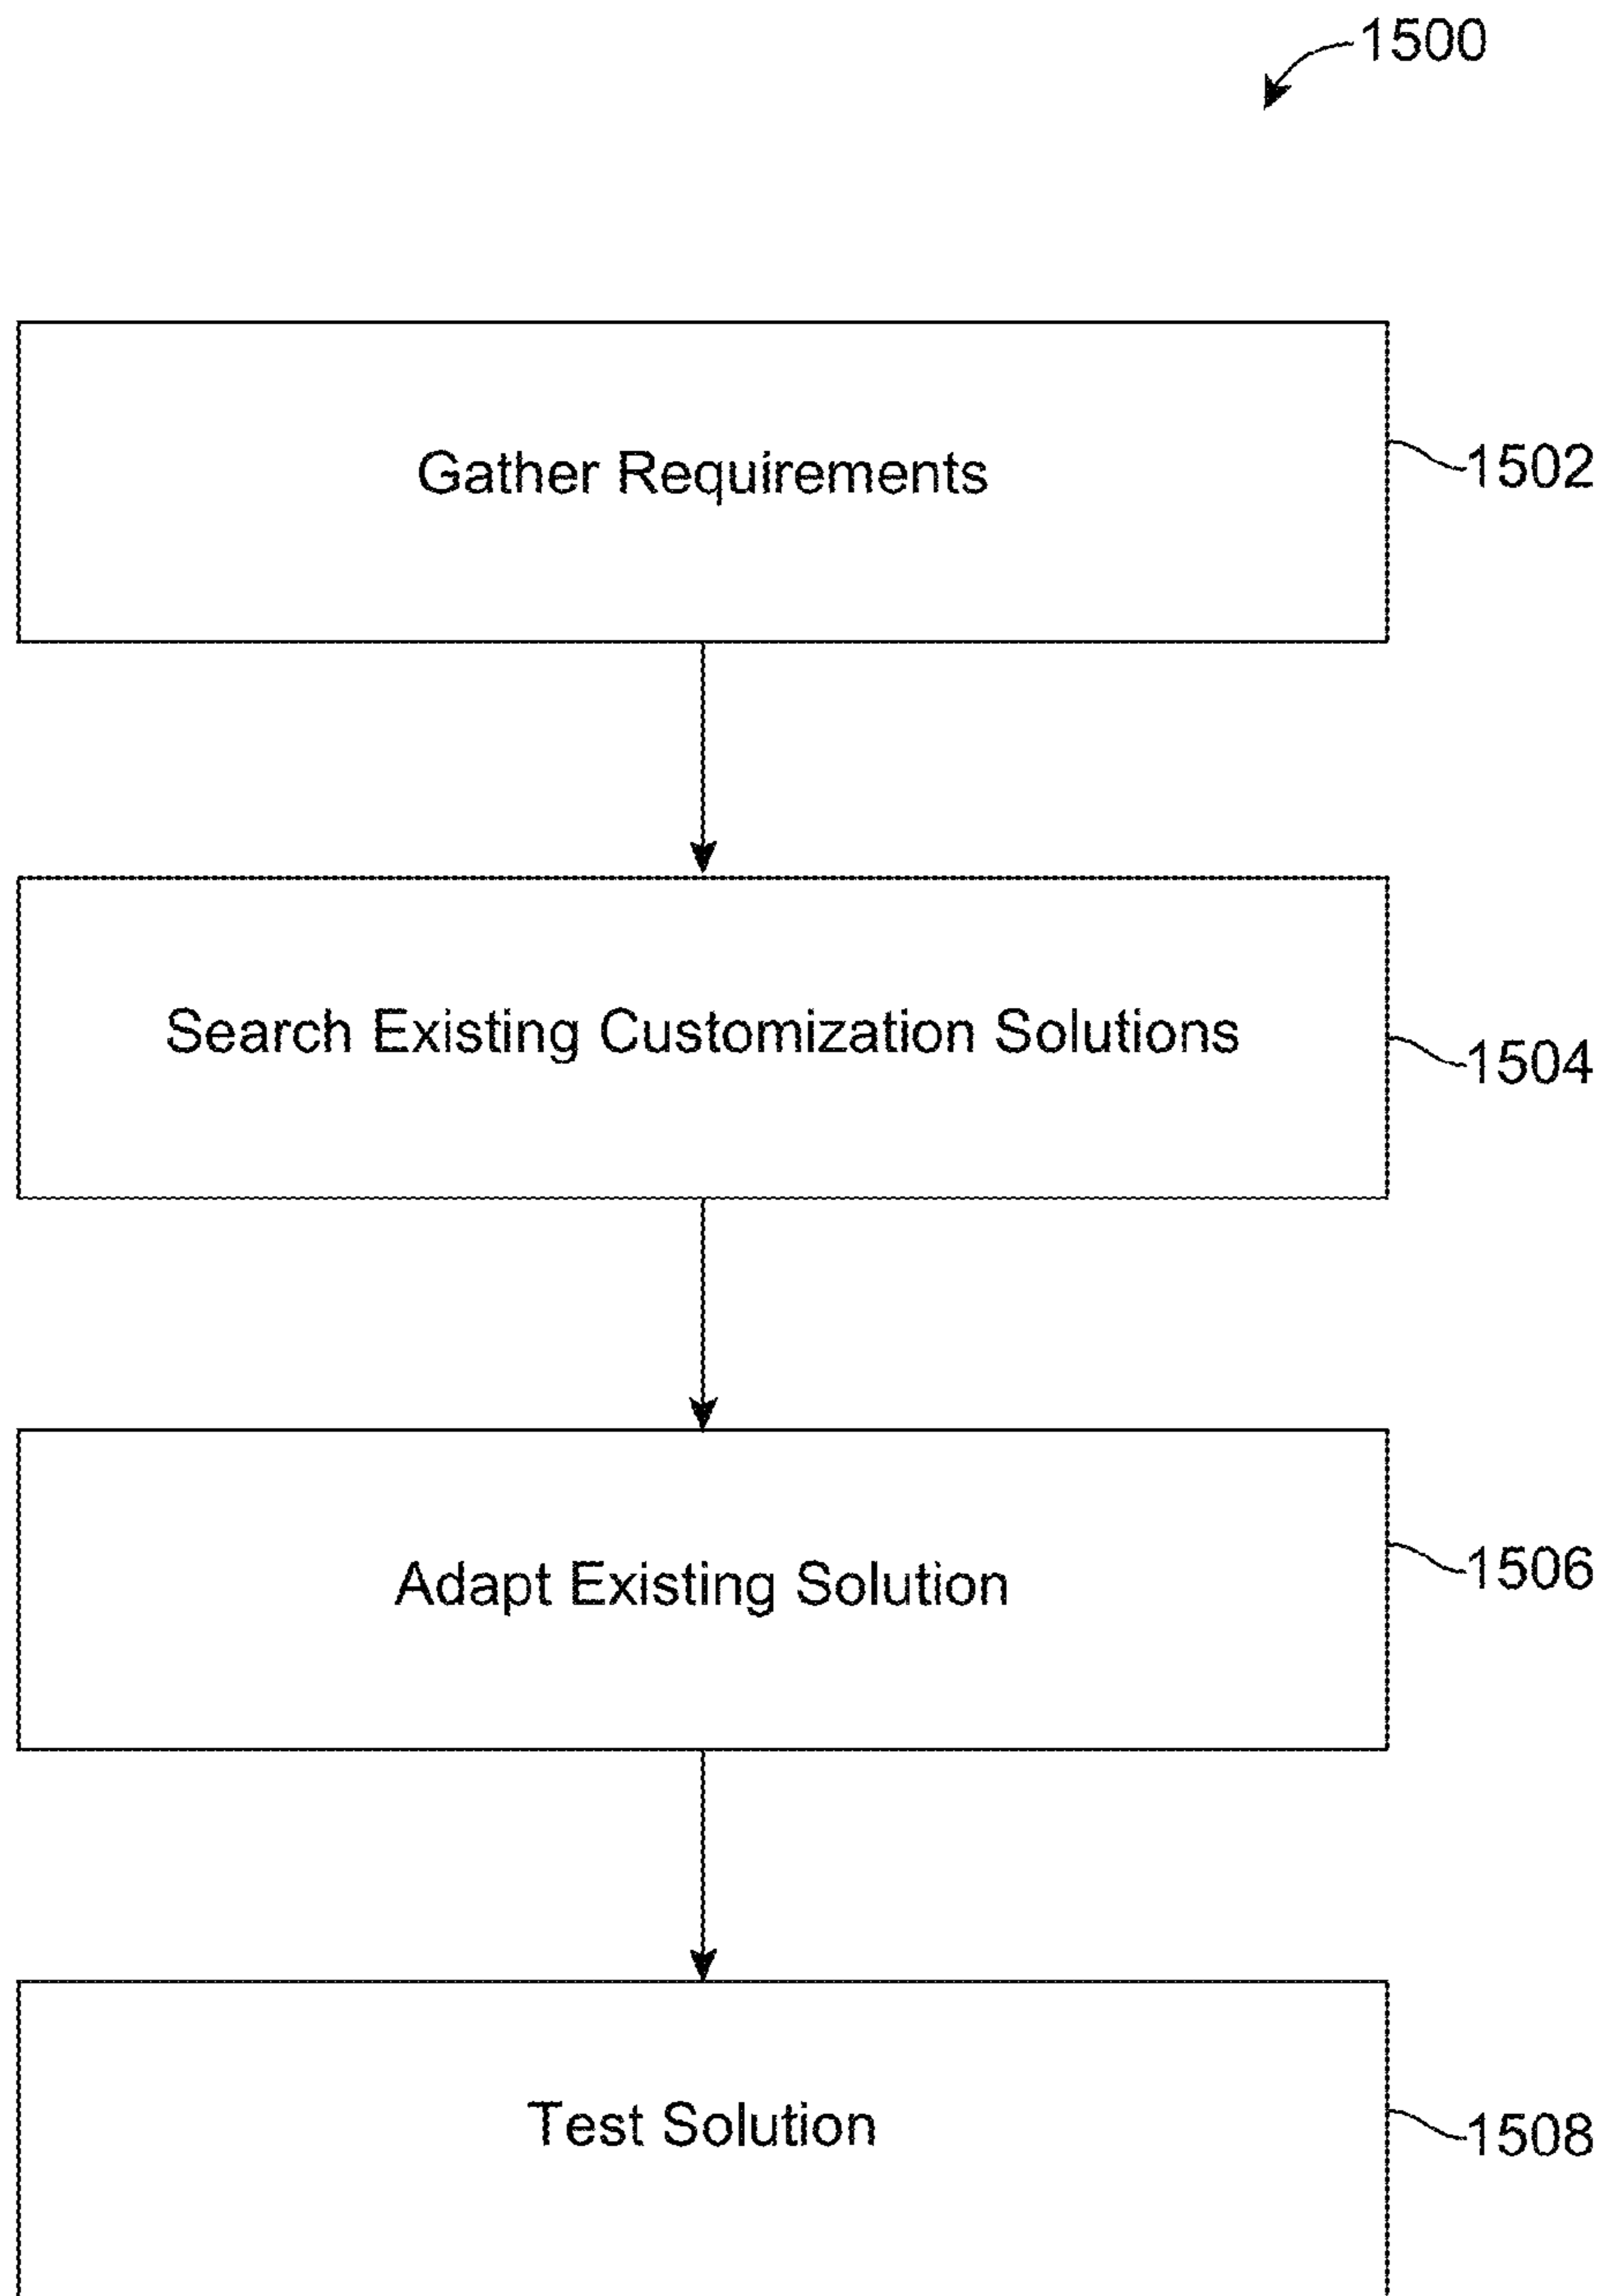 1500
Gather Requirements
1502
Search Existing Customization Solutions
1504
Adapt Existing Solution
1506
Test Solution
1508